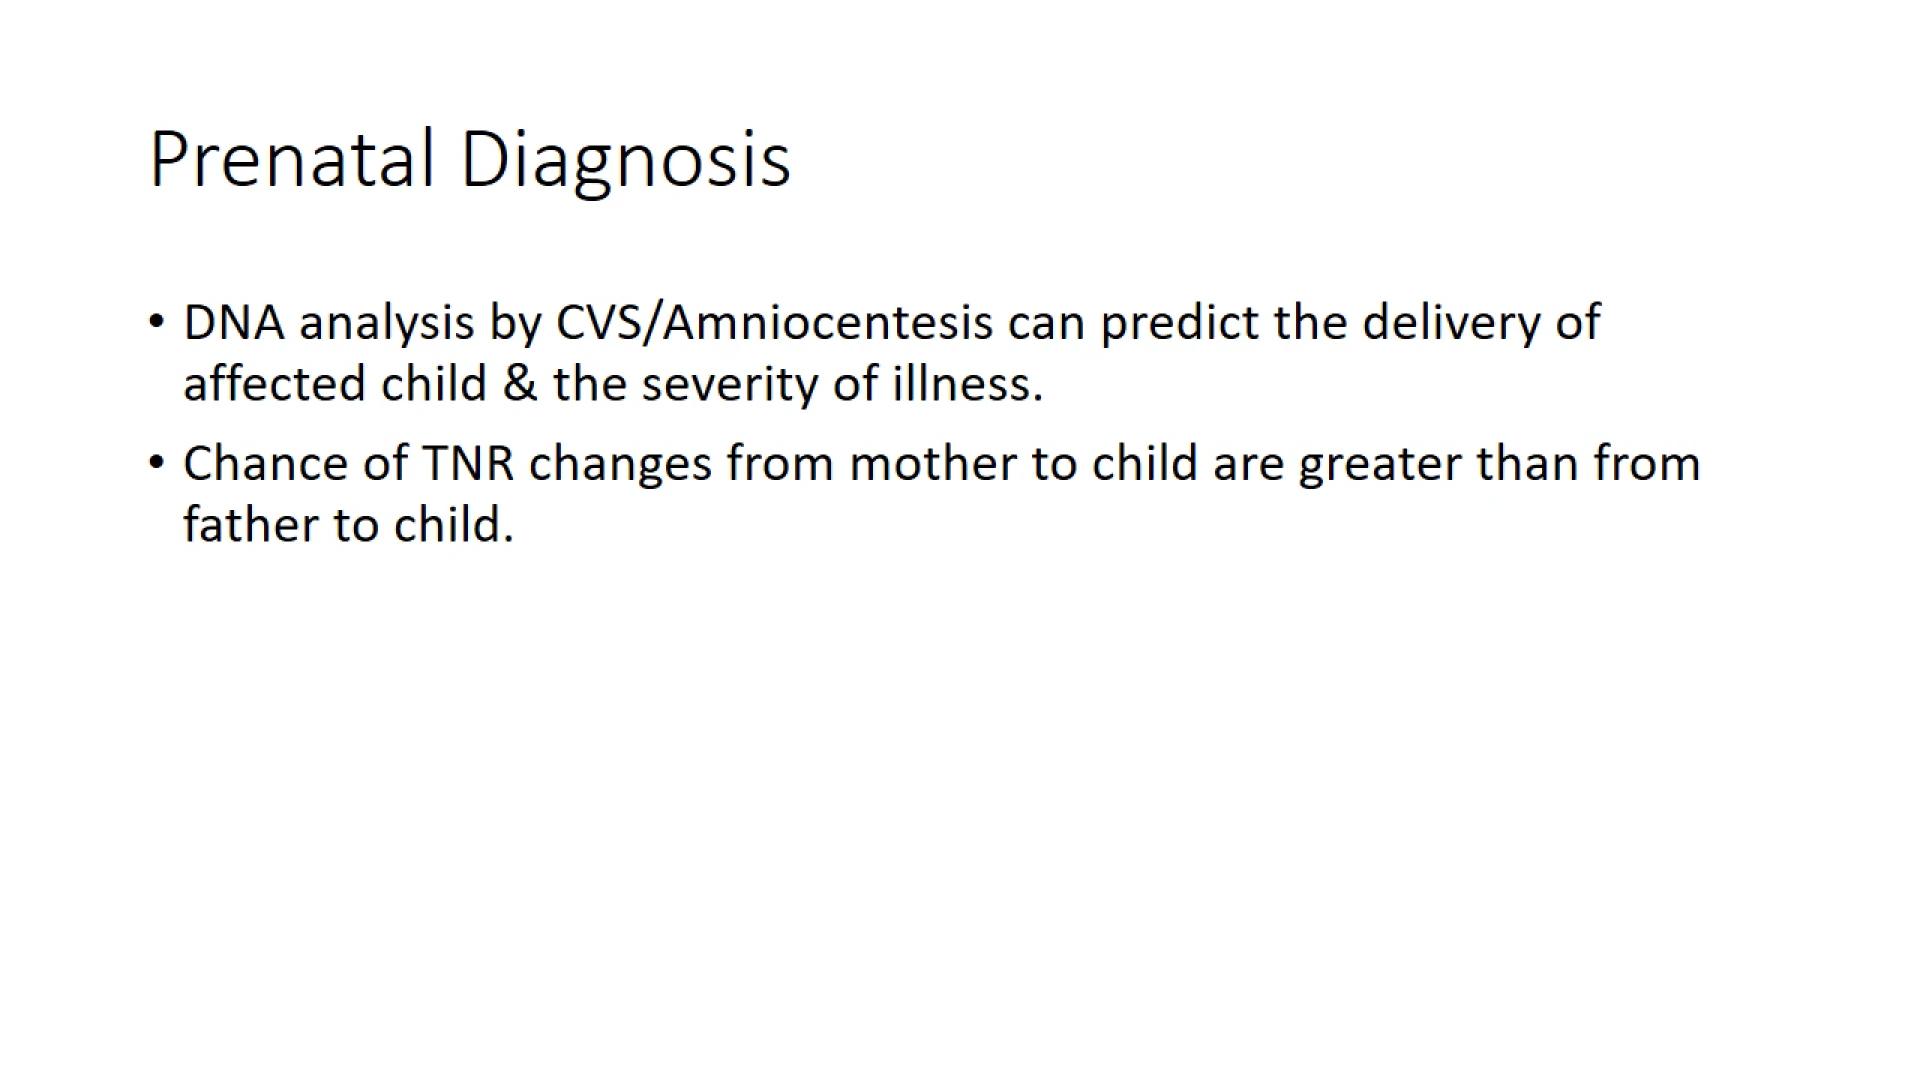 Prenatal Diagnosis
• DNA analysis by CVS/Amniocentesis can predict the delivery of
affected child & the severity of illness.
• Chance of TNR changes from mother to child are greater than from
father to child.